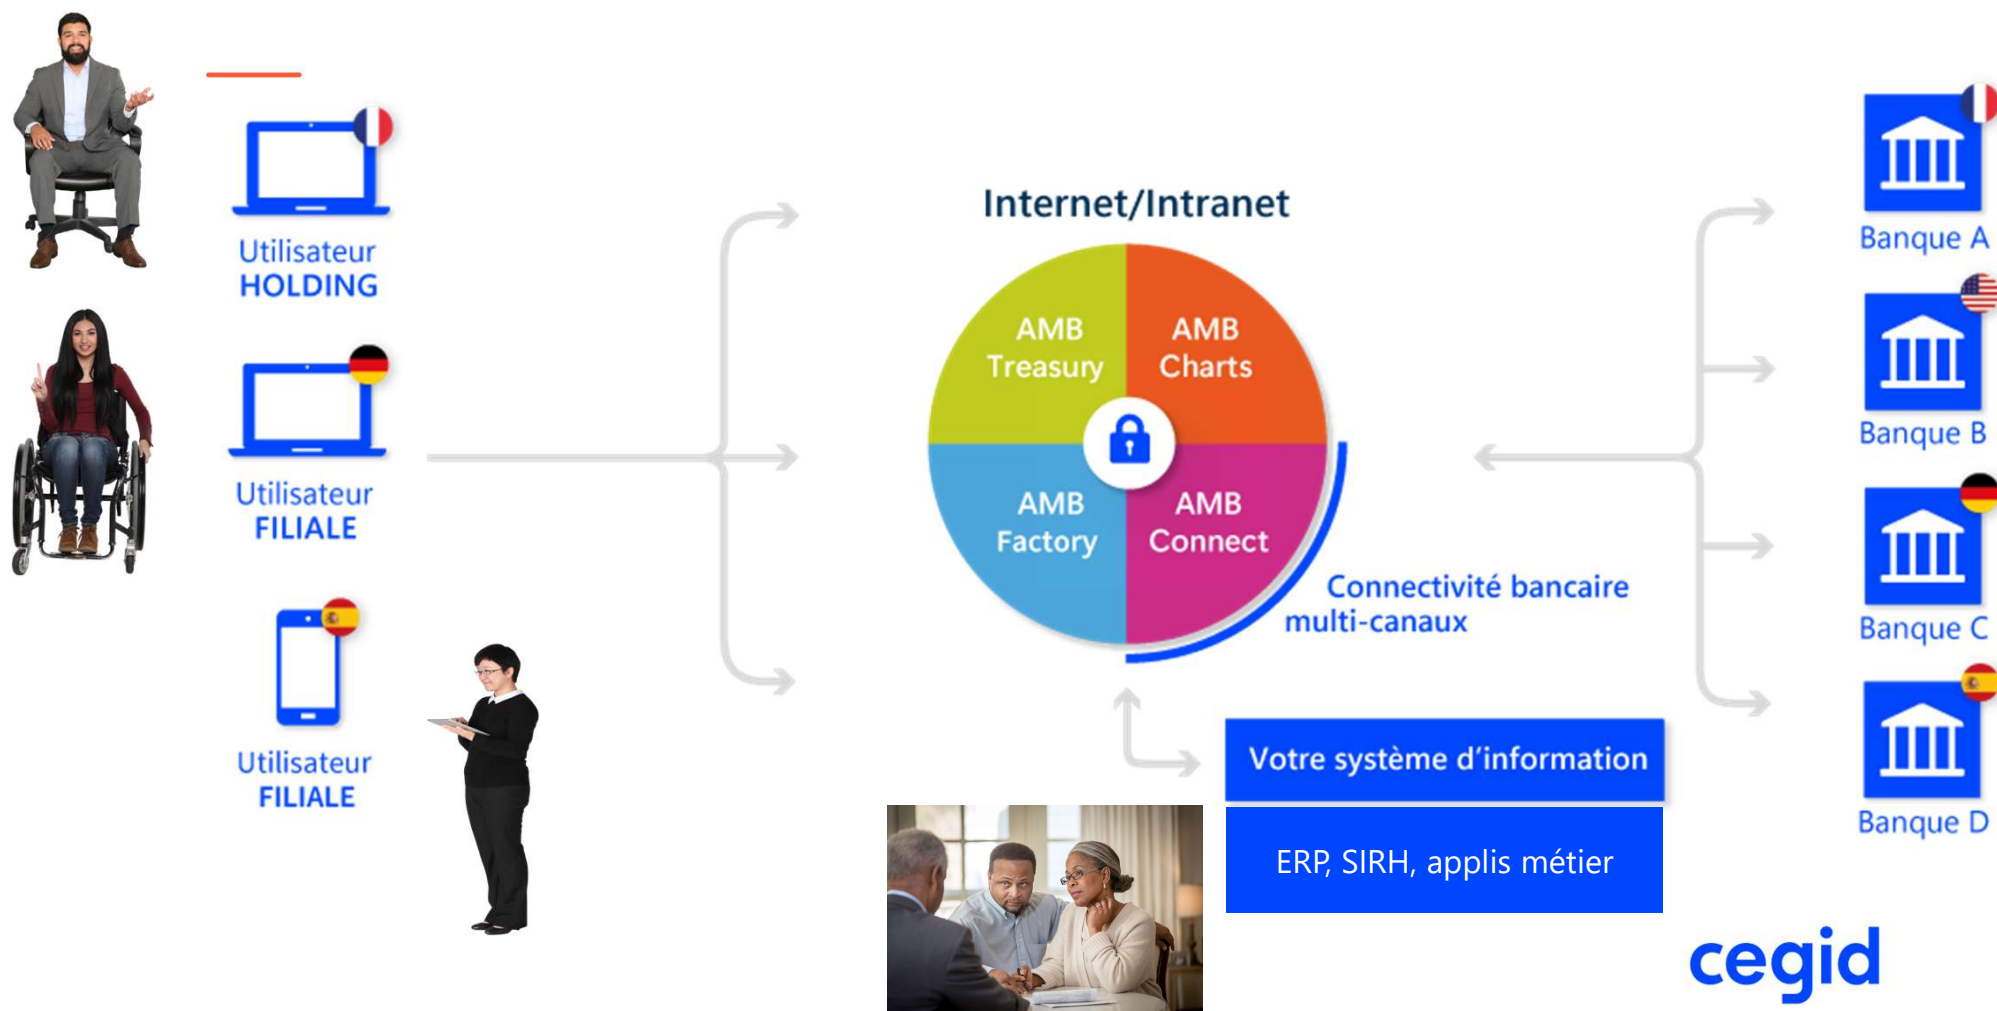 Utilisateur
HOLDING
Utilisateur
FILIALE
Utilisateur
FILIALE
Internet/Intranet
AMB
Treasury
AMB
Charts
AMB
Factory
AMB
Connect
Connectivité bancaire
multi-canaux
Votre système d’information
ERP, SIRH, applis métier
Banque A
Banque B
Banque C
Banque D
cegid